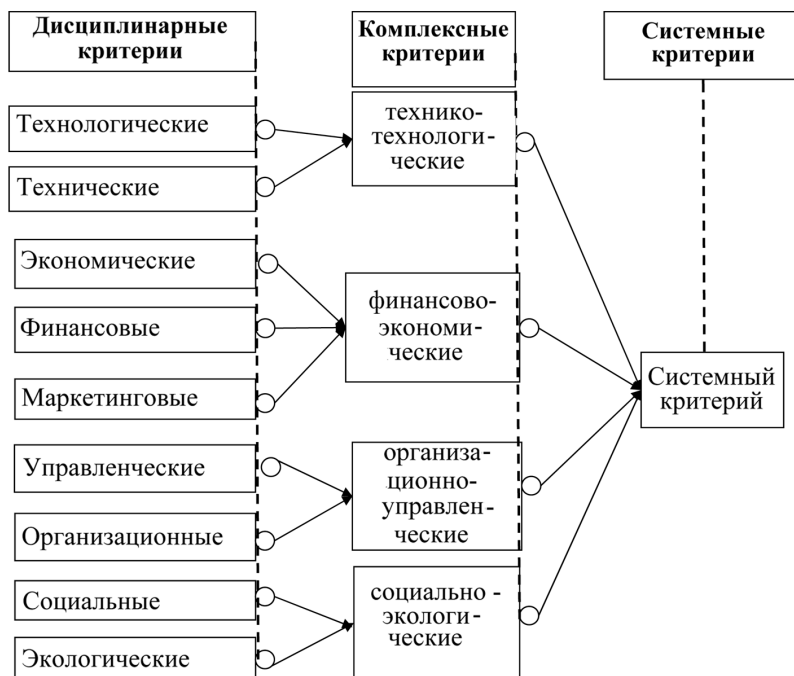 Дисциплинарные
критерии
Комплексные
критерии
Системные
критерии
Технологические
Технические
Экономические
Финансовые
Маркетинговые
Управленческие
Организационные
Социальные
Экологические
технико-
технологи-
ческие
финансово-
экономи-
ческие
организа-
ционно-
управлен-
ческие
социально -
экологи-
ческие
Системный
критерий